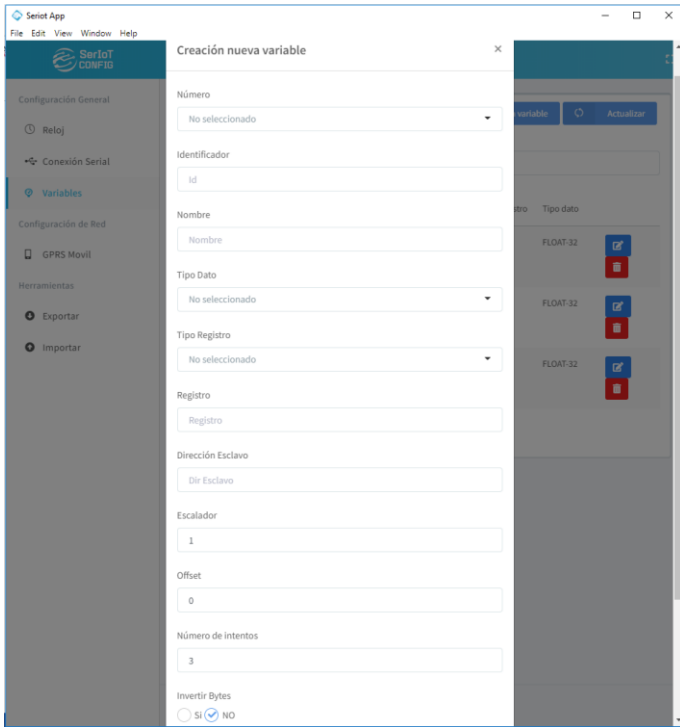 Seriot App
File Edit View Window Help
SerIoT
CONFIG
Configuración General
Reloj
Conexión Serial
Variables
Configuración de Red
GPRS Movil
Herramientas
Exportar
Importar
Creación nueva variable
Número
No seleccionado
Identificador
Id
Nombre
Nombre
Tipo Dato
No seleccionado
Tipo Registro
No seleccionado
Registro
Registro
Dirección Esclavo
Dir Esclavo
Escalador
1
Offset
0
Número de intentos
3
Invertir Bytes
Si NO
variable Actualizar
stro Tipo dato
FLOAT-32
FLOAT-32
FLOAT-32